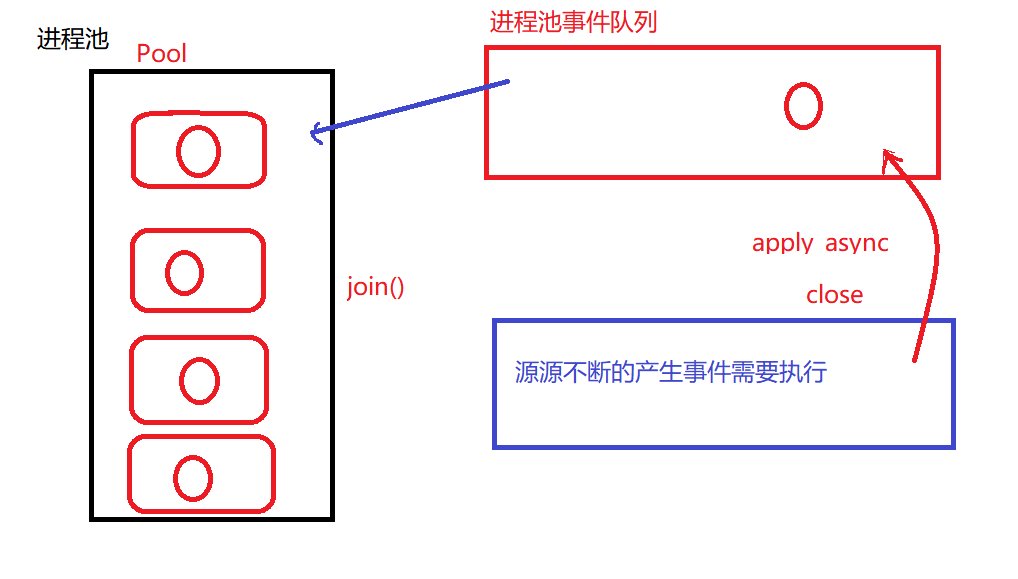 进程池
Pool
进程池事件队列
apply async
join()
close
源源不断的产生事件需要执行